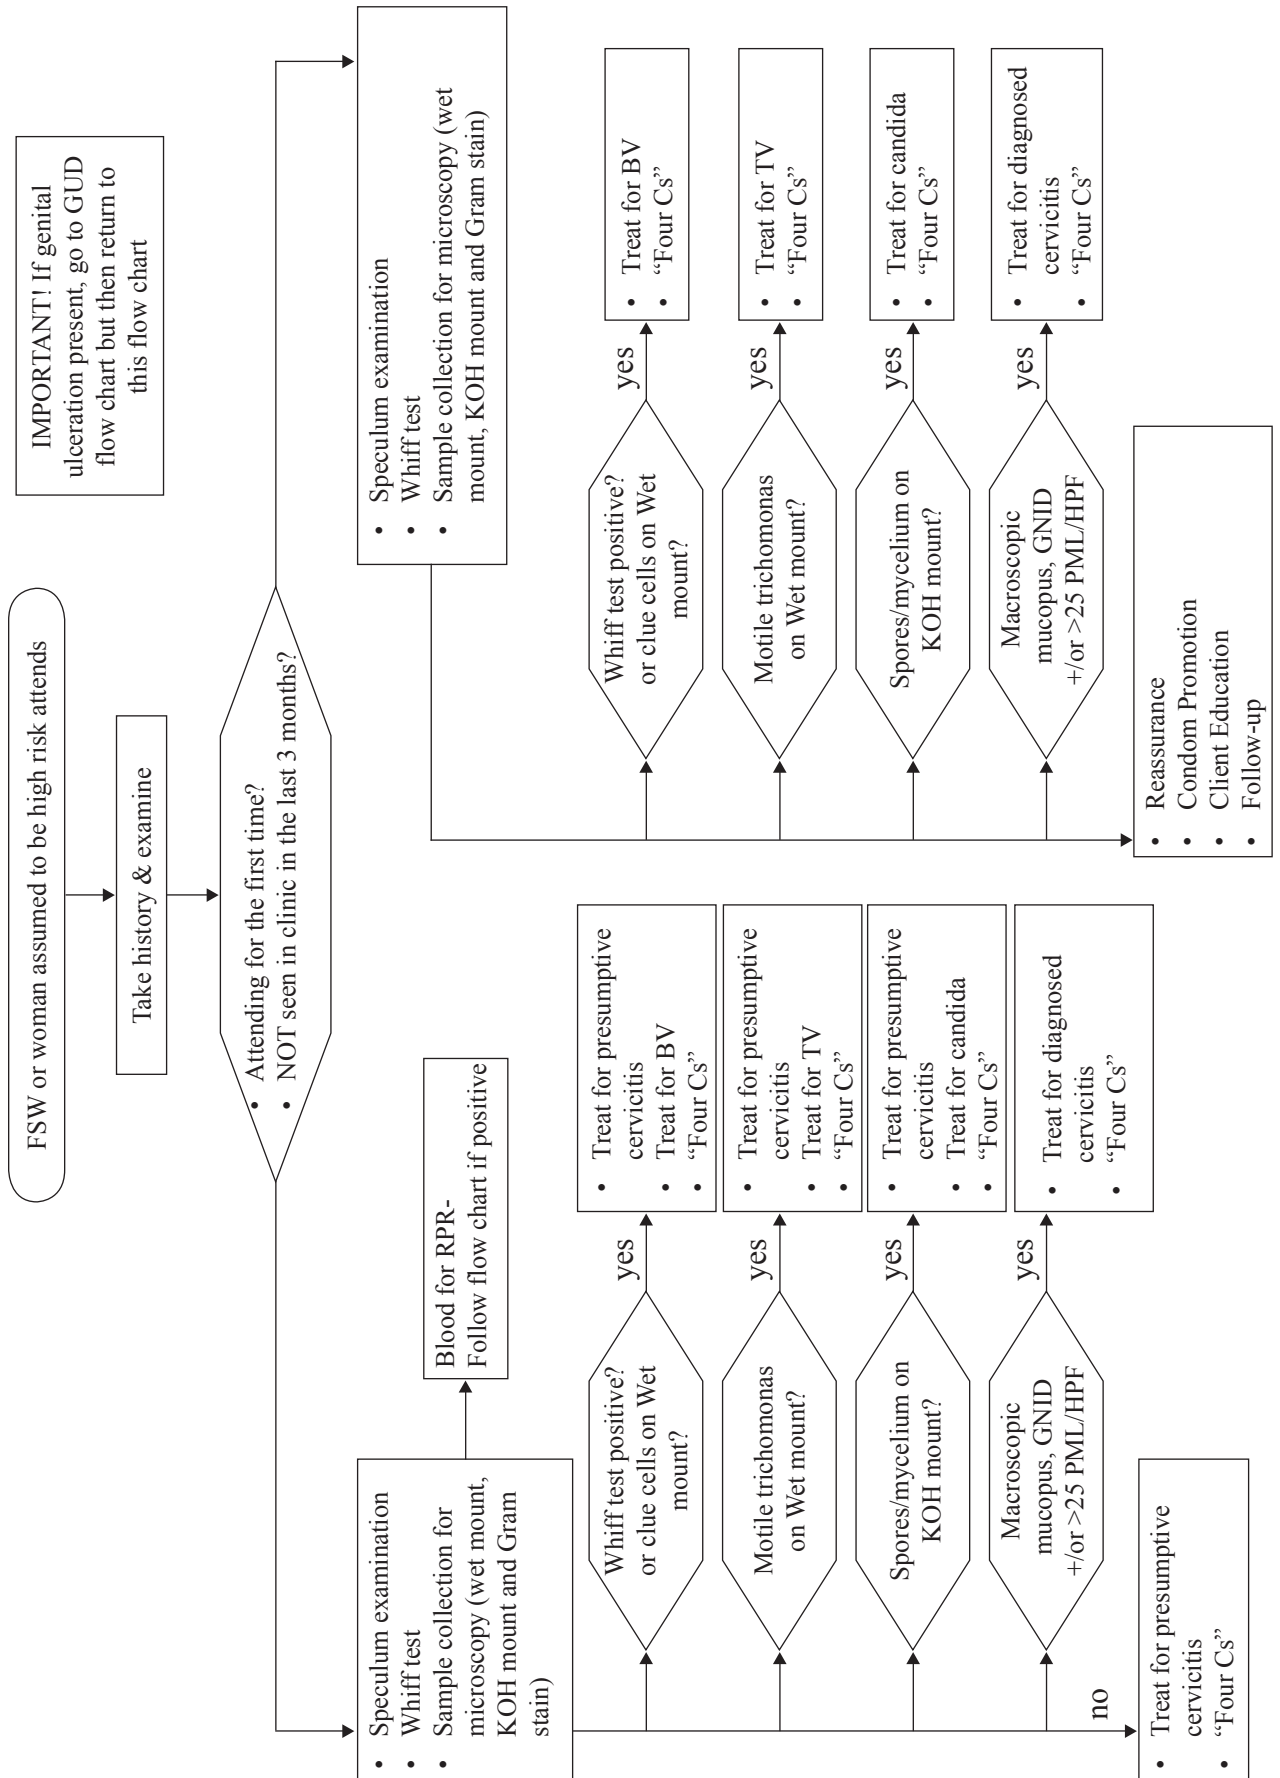 FSW or woman assumed to be high risk attends
IMPORTANT! If genital
ulceration present, go to GUD
flow chart but then return to
this flow chart
Take history & examine
• Attending for the first time?
• NOT seen in clinic in the last 3 months?
• Speculum examination
• Whiff test
• Sample collection for
microscopy (wet mount,
KOH mount and Gram
stain)
Blood for RPR-
Follow flow chart if positive
Whiff test positive?
or clue cells on Wet
mount?
yes
• Treat for presumptive
cervicitis
• Treat for BV
• “Four Cs”
Motile trichomonas
on Wet mount?
yes
• Treat for presumptive
cervicitis
• Treat for TV
• “Four Cs”
Spores/mycelium on
KOH mount?
yes
• Treat for presumptive
cervicitis
• Treat for candida
• “Four Cs”
Macroscopic
mucopus, GNID
+/or >25 PML/HPF
yes
• Treat for diagnosed
cervicitis
• “Four Cs”
no
• Treat for presumptive
cervicitis
• “Four Cs”
• Speculum examination
• Whiff test
• Sample collection for microscopy (wet
mount, KOH mount and Gram stain)
Whiff test positive?
or clue cells on Wet
mount?
yes
• Treat for BV
• “Four Cs”
Motile trichomonas
on Wet mount?
yes
• Treat for TV
• “Four Cs”
Spores/mycelium on
KOH mount?
yes
• Treat for candida
• “Four Cs”
Macroscopic
mucopus, GNID
+/or >25 PML/HPF
yes
• Treat for diagnosed
cervicitis
• “Four Cs”
• Reassurance
• Condom Promotion
• Client Education
• Follow-up